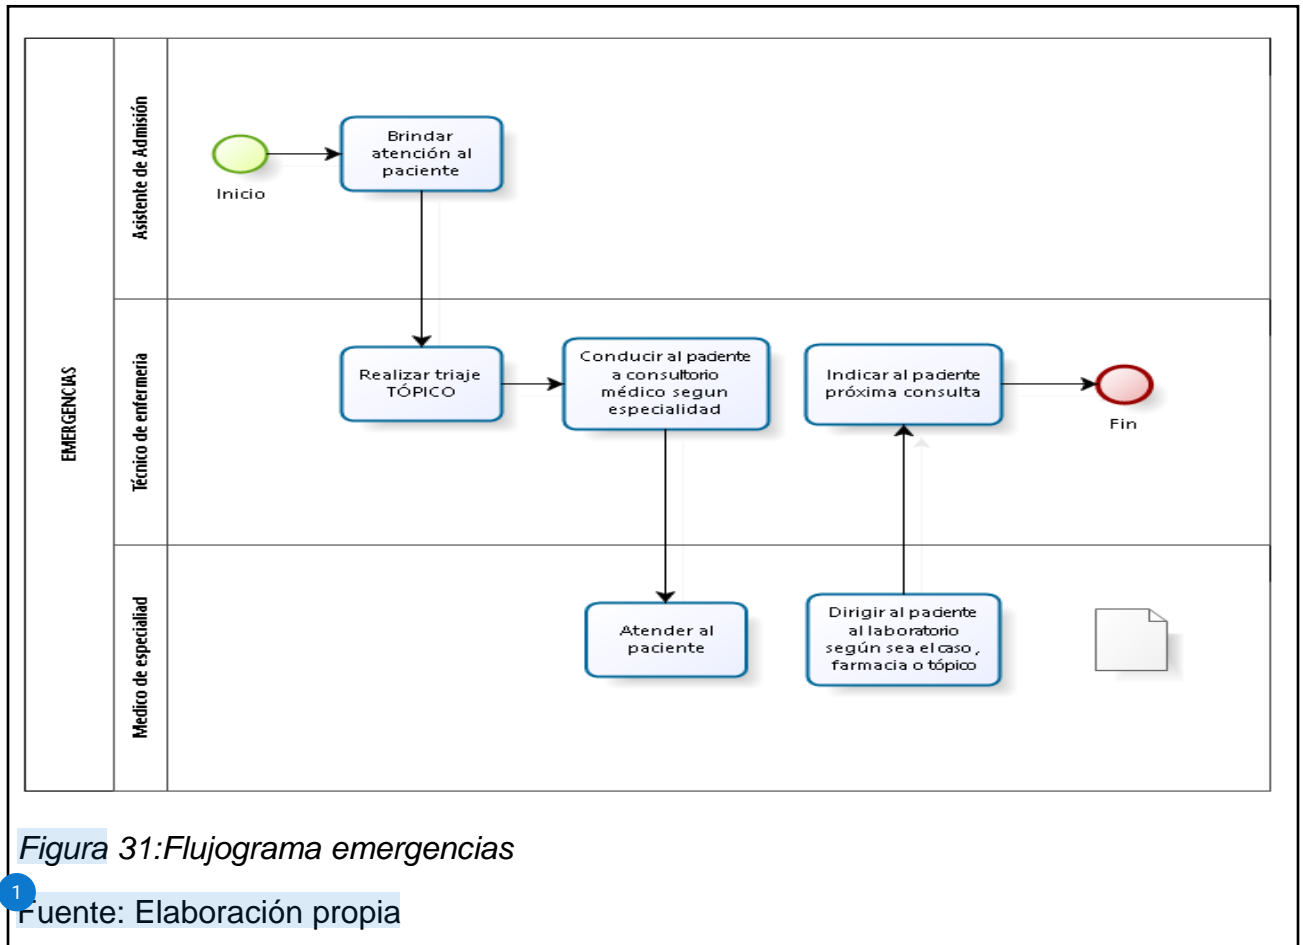 EMERGENCIAS
Asistente de Admisión
Inicio
Brindar
atención al
paciente
Técnico de enfermeria
Realizar triaje
TÓPICO
Conducir al paciente
a consultorio
médico segun
especialidad
Indicar al paciente
próxima consulta
Fin
Medico de especialiad
Atender al
paciente
Dirigir al paciente
al laboratorio
según sea el caso,
farmacia o tópico
Figura 31:Flujograma emergencias
1
Fuente: Elaboración propia